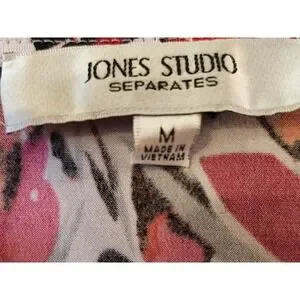 JONES STUDIO
SEPARATES
M
MADE IN
VIETNAM